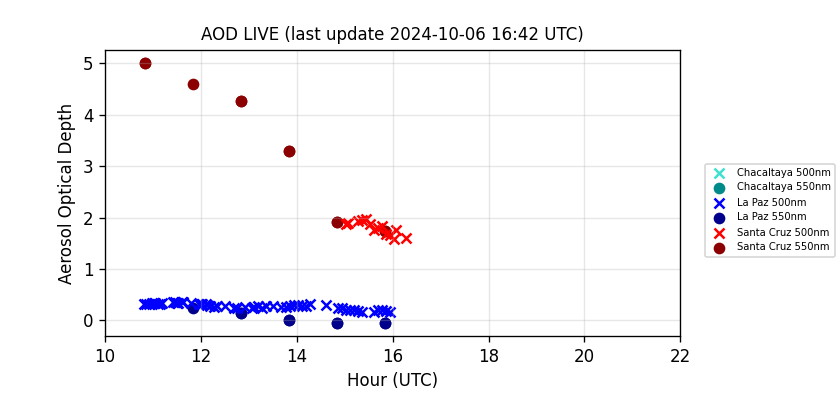 AOD LIVE (last update 2024-10-06 16:42 UTC)
Aerosol Optical Depth
5
4
3
2
1
0
10 12 14 16 18 20 22
Hour (UTC)
Chacaltaya 500nm
Chacaltaya 550nm
La Paz 500nm
La Paz 550nm
Santa Cruz 500nm
Santa Cruz 550nm